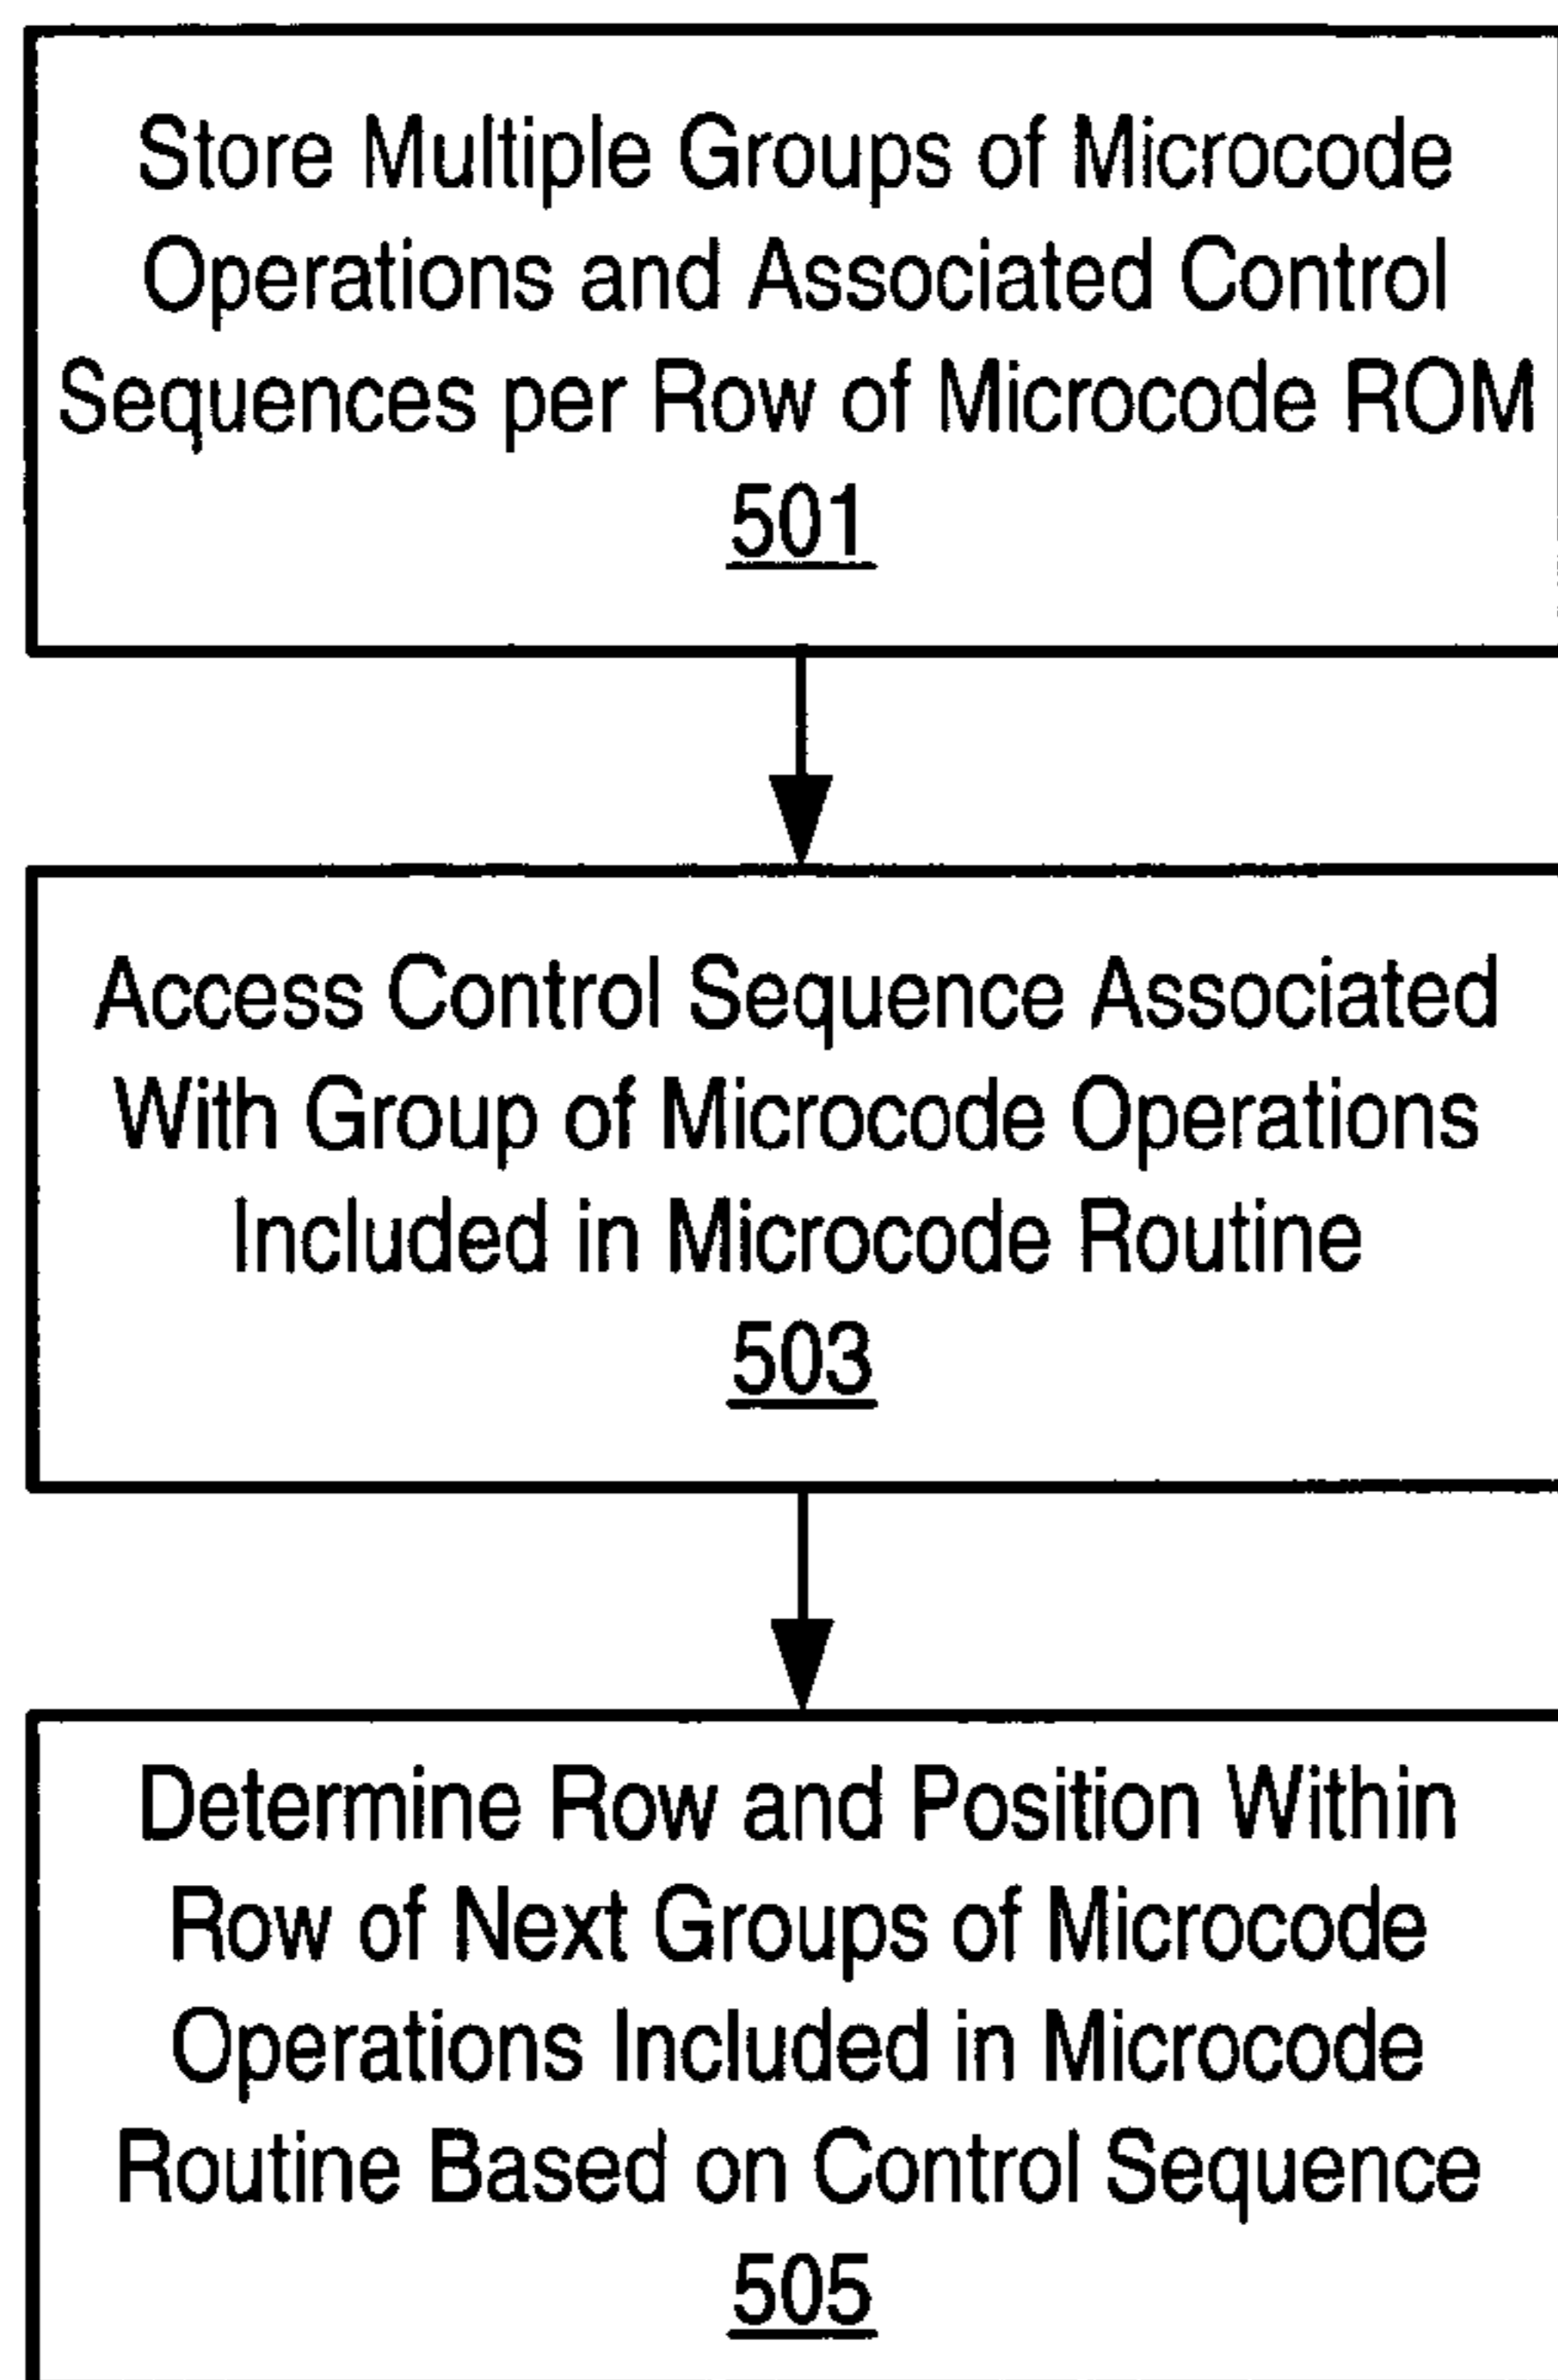 Store Multiple Groups of Microcode
Operations and Associated Control
Sequences per Row of Microcode ROM
501
Access Control Sequence Associated
With Group of Microcode Operations
Included in Microcode Routine
503
Determine Row and Position Within
Row of Next Groups of Microcode
Operations Included in Microcode
Routine Based on Control Sequence
505